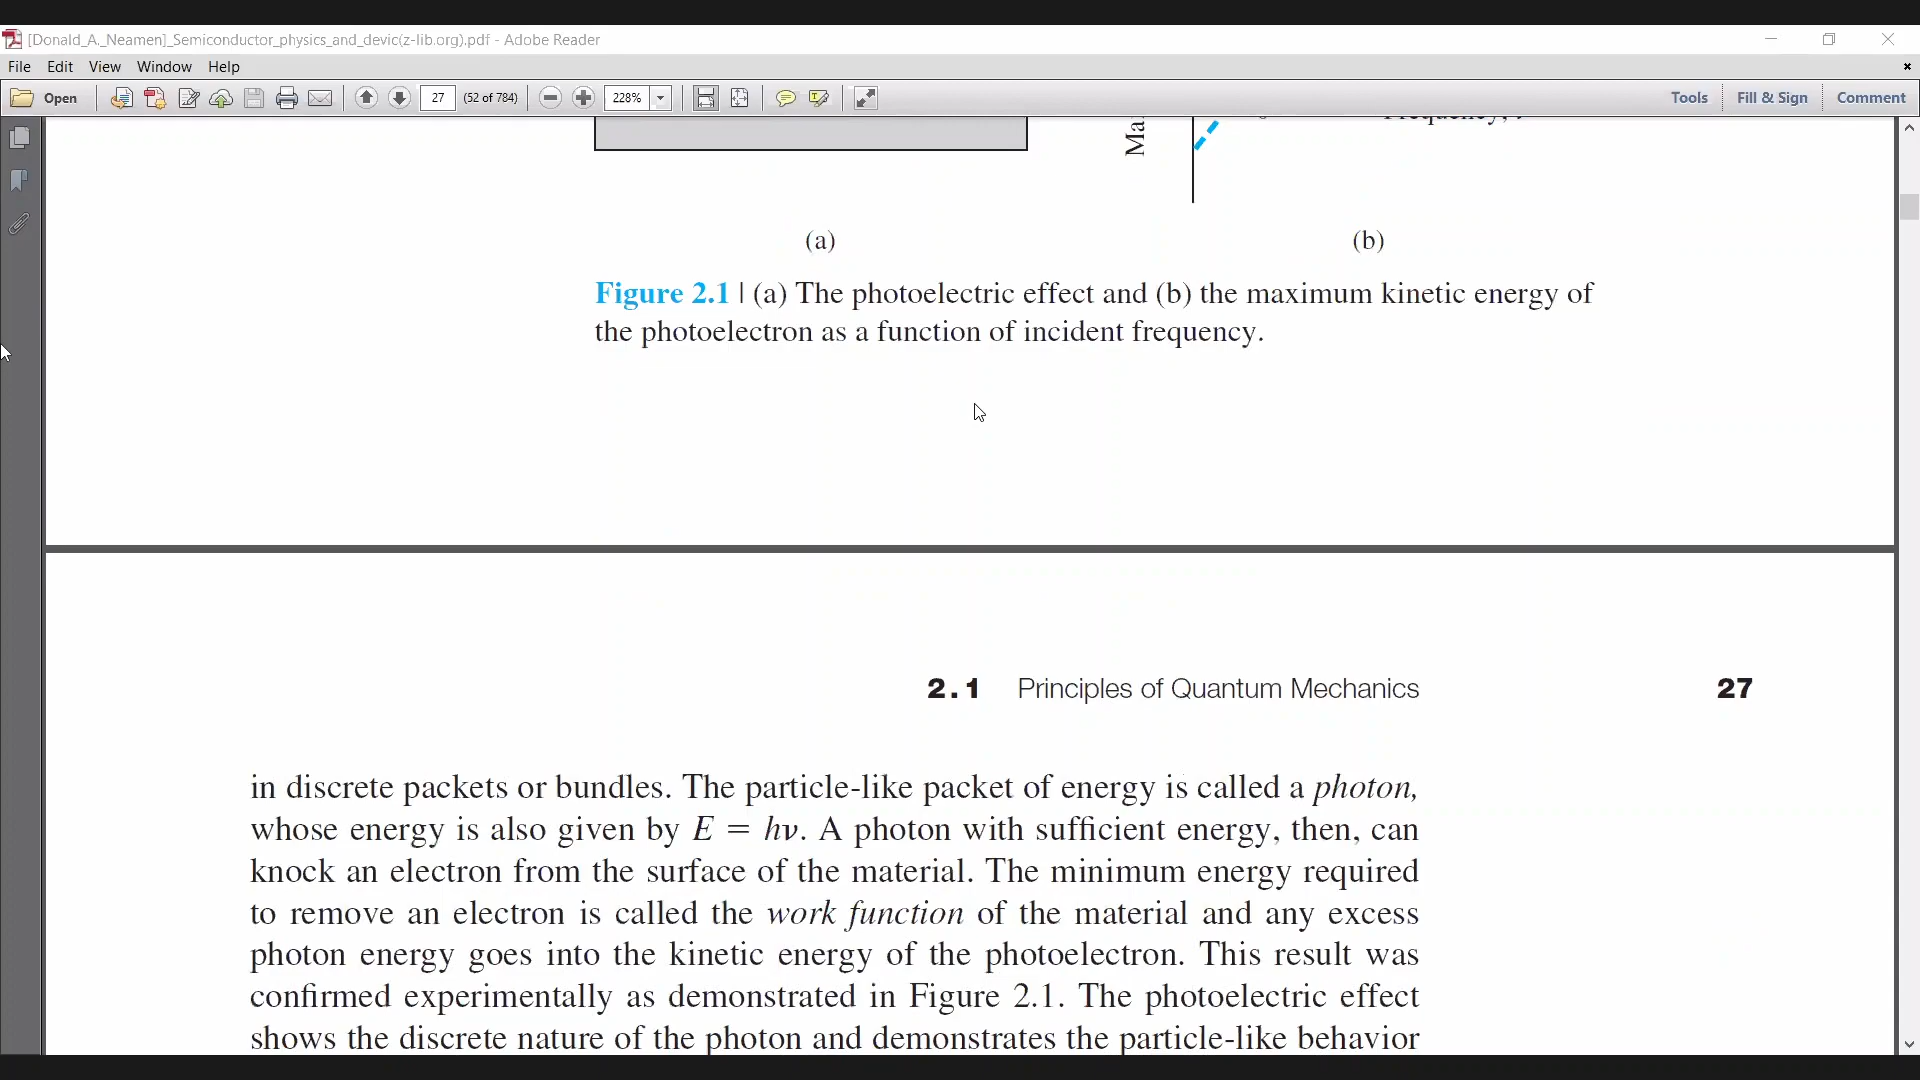 [Donald_A._Neamen]_Semiconductor_physics_and_devic(z-lib.org).pdf - Adobe Reader
File Edit View Window Help
Open 27 (52 of 784) 228% Tools Fill & Sign Comment
(a) (b)
Figure 2.1 | (a) The photoelectric effect and (b) the maximum kinetic energy of
the photoelectron as a function of incident frequency.
2.1 Principles of Quantum Mechanics 27
in discrete packets or bundles. The particle-like packet of energy is called a photon,
whose energy is also given by E = hν. A photon with sufficient energy, then, can
knock an electron from the surface of the material. The minimum energy required
to remove an electron is called the work function of the material and any excess
photon energy goes into the kinetic energy of the photoelectron. This result was
confirmed experimentally as demonstrated in Figure 2.1. The photoelectric effect
shows the discrete nature of the photon and demonstrates the particle-like behavior